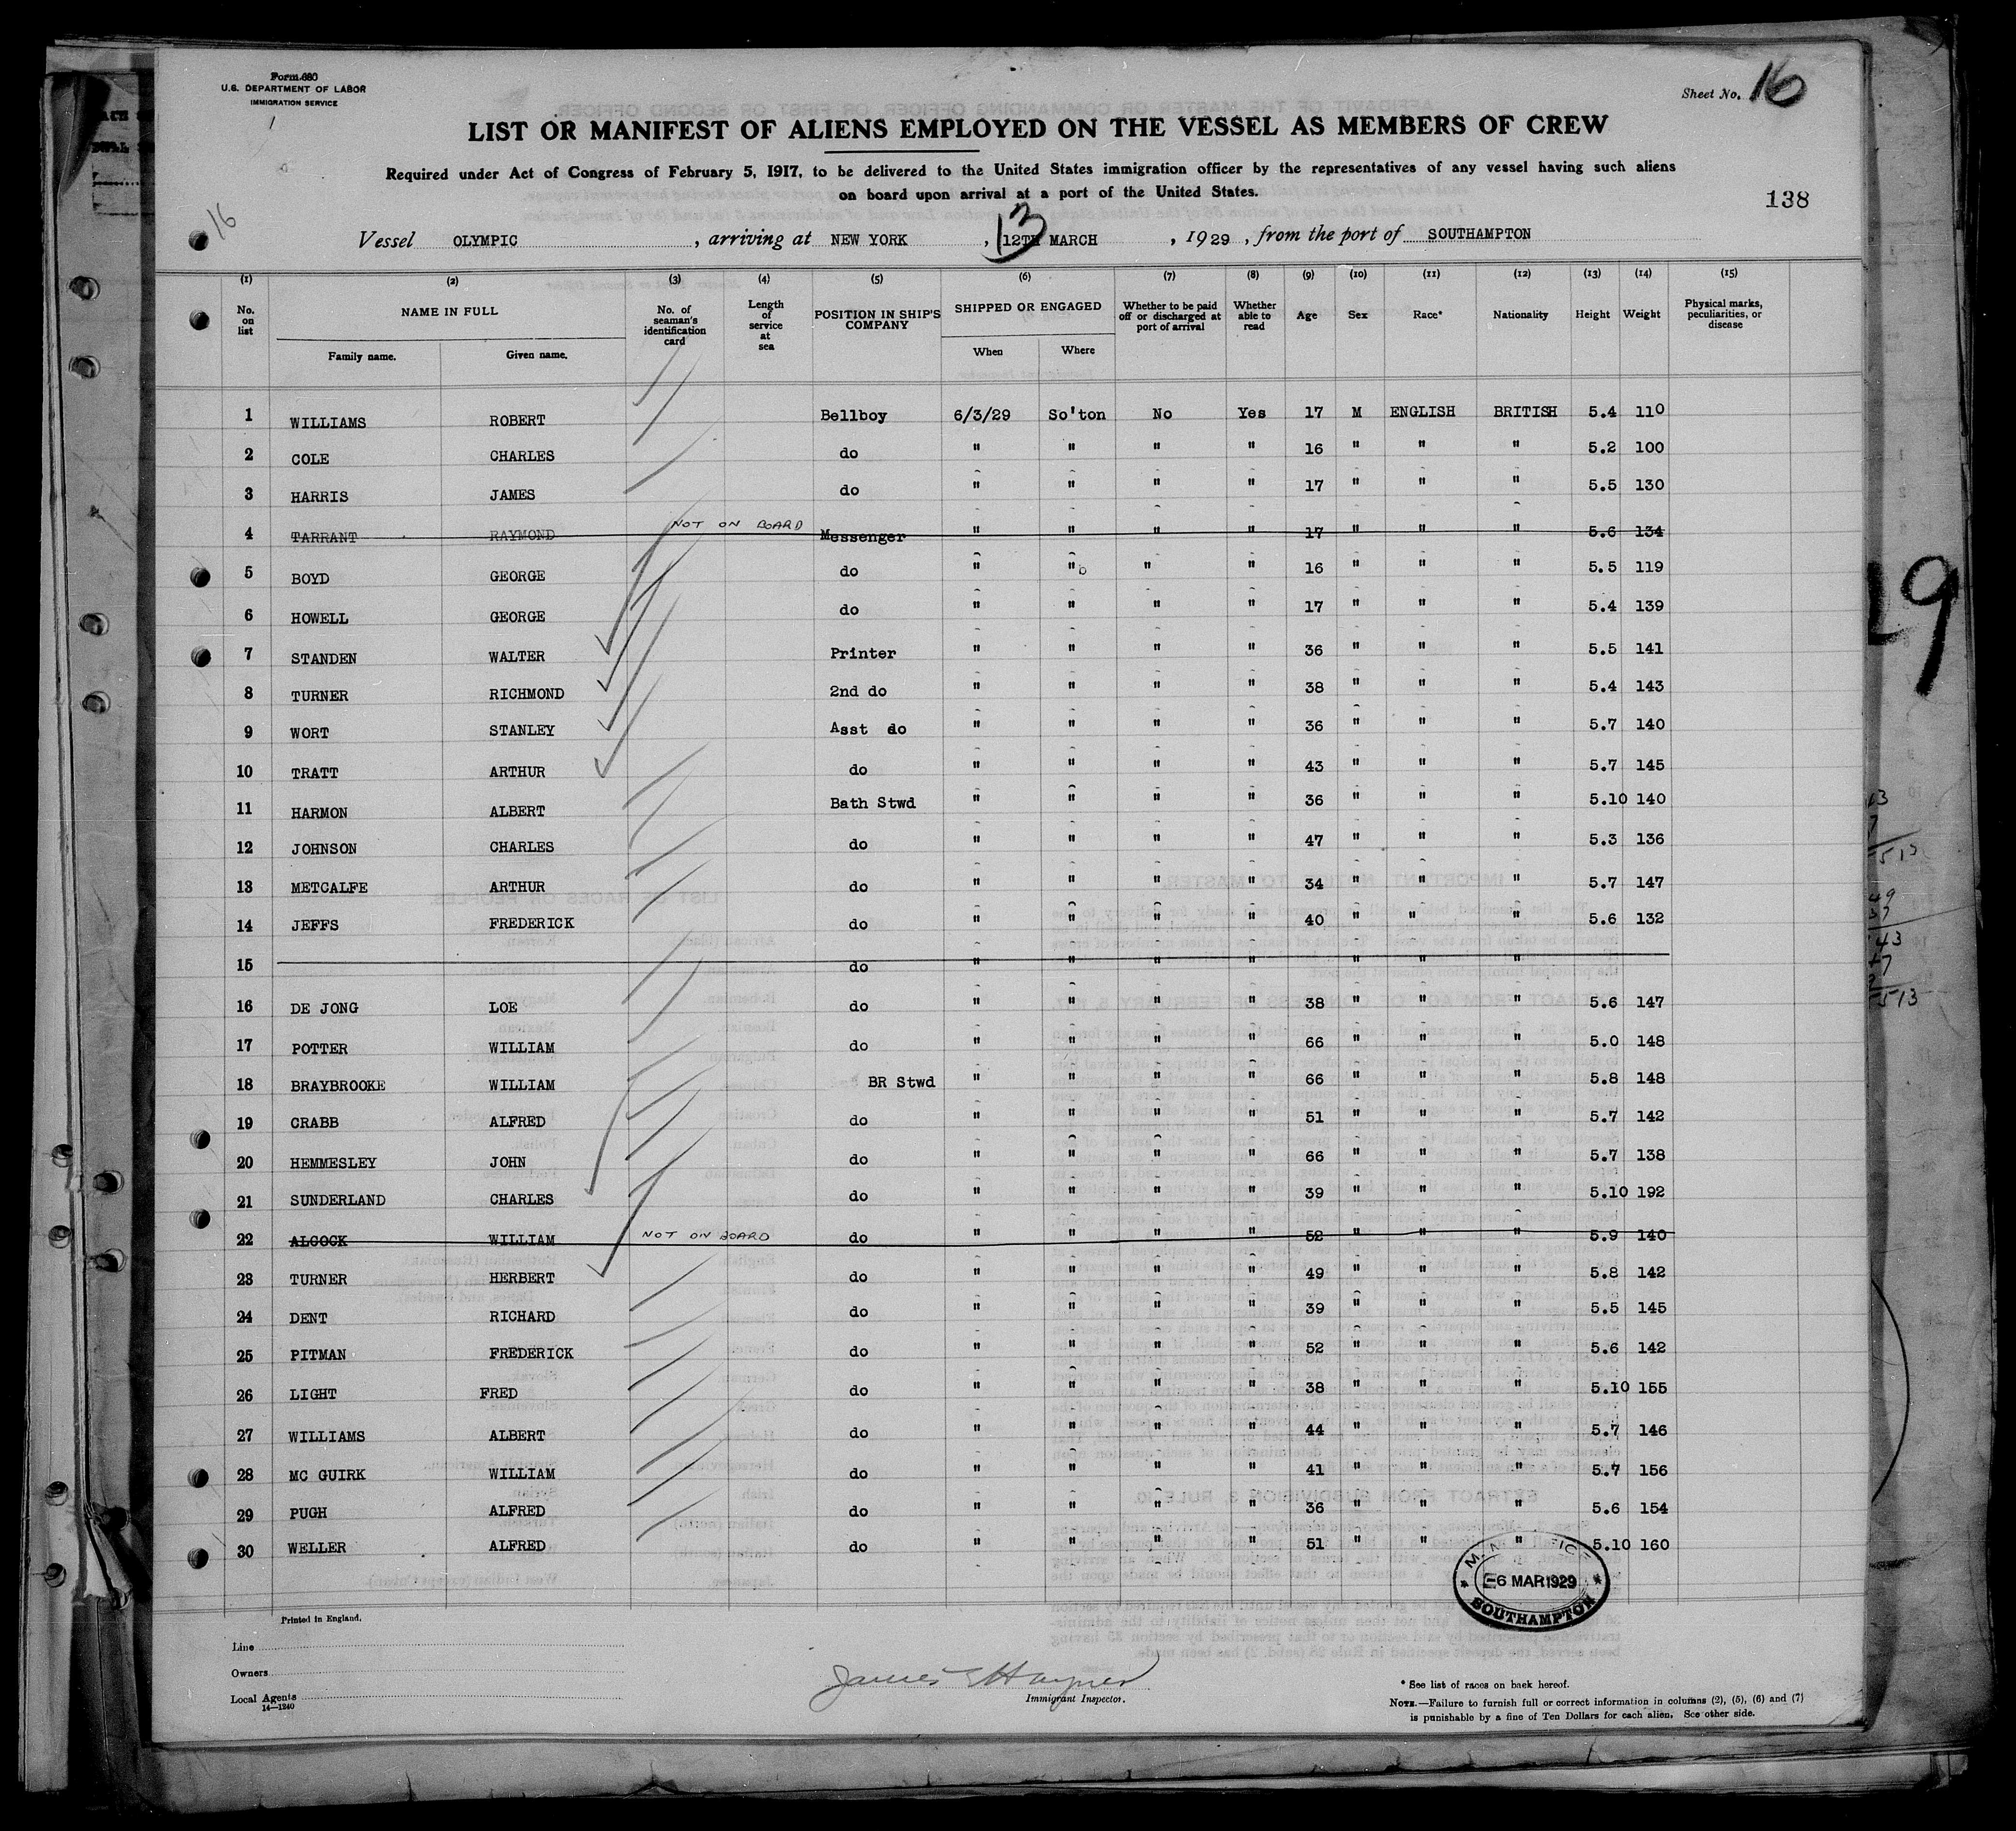 Form 680
U.S. DEPARTMENT OF LABOR
IMMIGRATION SERVICE
Sheet No. 16
LIST OR MANIFEST OF ALIENS EMPLOYED ON THE VESSEL AS MEMBERS OF CREW
Required under Act of Congress of February 5, 1917, to be delivered to the United States immigration officer by the representatives of any vessel having such aliens
on board upon arrival at a port of the United States.
138
16
Vessel OLYMPIC , arriving at NEW YORK , 12TH 13 MARCH , 1929 , from the port of SOUTHAMPTON
(1) (2) (3) (4) (5) (6) (7) (8) (9) (10) (11) (12) (13) (14) (15)
No. on list NAME IN FULL No. of seaman's identification card Length of service at sea POSITION IN SHIP'S COMPANY SHIPPED OR ENGAGED Whether to be paid off or discharged at port of arrival Whether able to read Age Sex Race* Nationality Height Weight Physical marks, peculiarities, or disease
Family name. Given name. When Where
1 WILLIAMS ROBERT Bellboy 6/3/29 So'ton No Yes 17 M ENGLISH BRITISH 5.4 110
2 COLE CHARLES do " " " " 16 " " " 5.2 100
3 HARRIS JAMES do " " " " 17 " " " 5.5 130
4 TARRANT RAYMOND NOT ON BOARD Messenger " " " " 17 " " " 5.6 134
5 BOYD GEORGE do " " " " 16 " " " 5.5 119
6 HOWELL GEORGE do " " " " 17 " " " 5.4 139
7 STANDEN WALTER Printer " " " " 36 " " " 5.5 141
8 TURNER RICHMOND 2nd do " " " " 38 " " " 5.4 143
9 WORT STANLEY Asst do " " " " 36 " " " 5.7 140
10 TRATT ARTHUR do " " " " 43 " " " 5.7 145
11 HARMON ALBERT Bath Stwd " " " " 36 " " " 5.10 140
12 JOHNSON CHARLES do " " " " 47 " " " 5.3 136
13 METCALFE ARTHUR do " " " " 34 " " " 5.7 147
14 JEFFS FREDERICK do " " " " 40 " " " 5.6 132
15 do " " " " " " "
16 DE JONG LOE do " " " " 38 " " " 5.6 147
17 POTTER WILLIAM do " " " " 66 " " " 5.0 148
18 BRAYBROOKE WILLIAM BR Stwd " " " " 66 " " " 5.8 148
19 CRABB ALFRED do " " " " 51 " " " 5.7 142
20 HEMMESLEY JOHN do " " " " 66 " " " 5.7 138
21 SUNDERLAND CHARLES do " " " " 39 " " " 5.10 192
22 ALCOCK WILLIAM NOT ON BOARD do " " " " 52 " " " 5.9 140
23 TURNER HERBERT do " " " " 49 " " " 5.8 142
24 DENT RICHARD do " " " " 39 " " " 5.5 145
25 PITMAN FREDERICK do " " " " 52 " " " 5.6 142
26 LIGHT FRED do " " " " 38 " " " 5.10 155
27 WILLIAMS ALBERT do " " " " 44 " " " 5.7 146
28 MC GUIRK WILLIAM do " " " " 41 " " " 5.7 156
29 PUGH ALFRED do " " " " 36 " " " 5.6 154
30 WELLER ALFRED do " " " " 51 " " " 5.10 160
-6 MAR 1929
SOUTHAMPTON
Printed in England.
Line
Owners
Local Agents
14—1240
James E Haynes
Immigrant Inspector.
* See list of races on back hereof.
NOTE.—Failure to furnish full or correct information in columns (2), (5), (6) and (7)
is punishable by a fine of Ten Dollars for each alien. See other side.